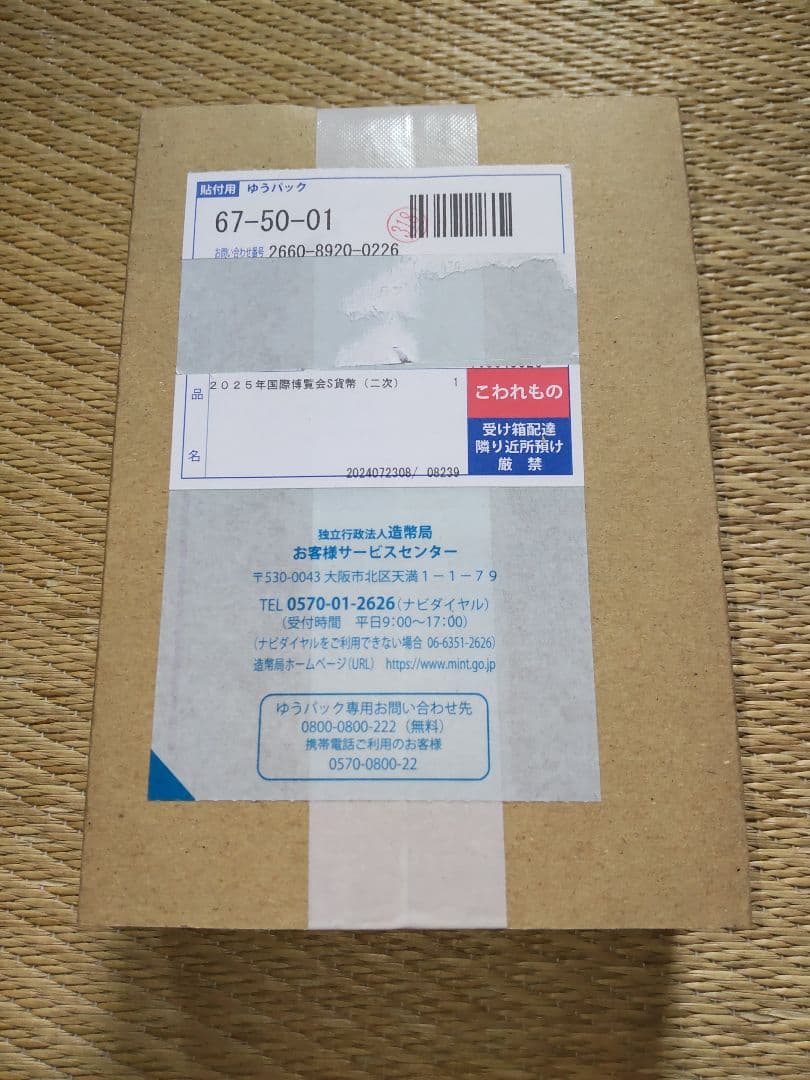 貼付用 ゆうパック
67-50-01
318
お問い合わせ番号 2660-8920-0226
品名
2025年国際博覧会S貨幣(二次) 1
こわれもの
受け箱配達
隣り近所預け
厳 禁
2024072308/ 08239
独立行政法人造幣局
お客様サービスセンター
〒530-0043 大阪市北区天満1-1-79
TEL 0570-01-2626(ナビダイヤル)
(受付時間 平日9:00〜17:00)
(ナビダイヤルをご利用できない場合 06-6351-2626)
造幣局ホームページ(URL) https://www.mint.go.jp
ゆうパック専用お問い合わせ先
0800-0800-222(無料)
携帯電話ご利用のお客様
0570-0800-22